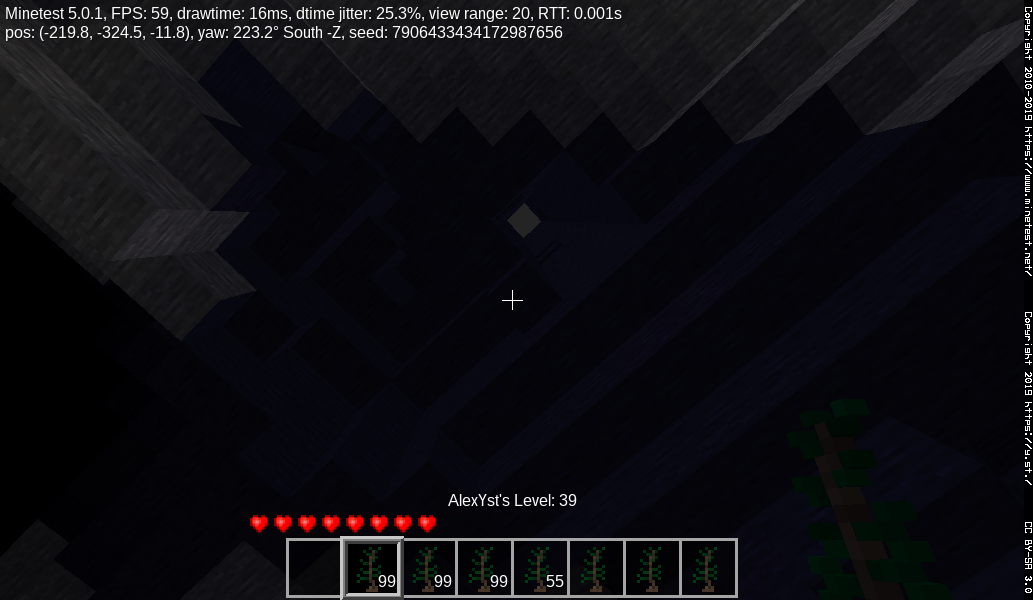 Minetest 5.0.1, FPS: 59, drawtime: 16ms, dtime jitter: 25.3%, view range: 20, RTT: 0.001s
pos: (-219.8, -324.5, -11.8), yaw: 223.2° South -Z, seed: 7906433434172987656
AlexYst's Level: 39
99 99 99 55
Copyright 2010-2019 https://www.minetest.net/ Copyright 2019 https://y.st./ CC BY-SA 3.0